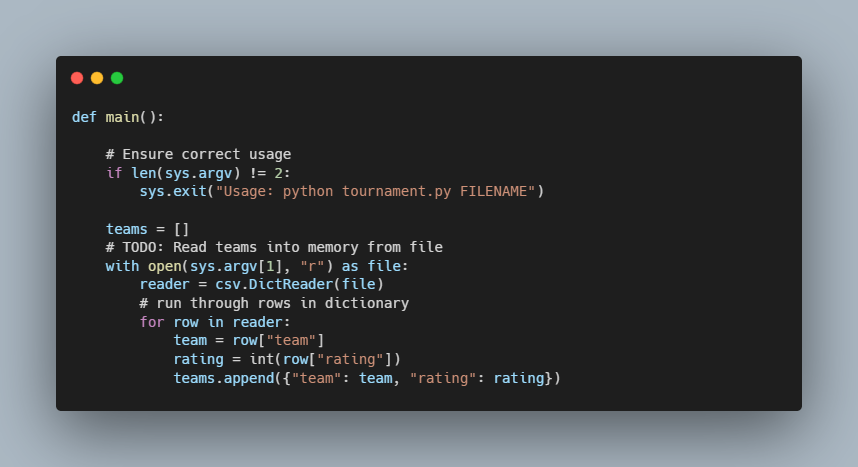 def main():

    # Ensure correct usage
    if len(sys.argv) != 2:
        sys.exit("Usage: python tournament.py FILENAME")

    teams = []
    # TODO: Read teams into memory from file
    with open(sys.argv[1], "r") as file:
        reader = csv.DictReader(file)
        # run through rows in dictionary
        for row in reader:
            team = row["team"]
            rating = int(row["rating"])
            teams.append({"team": team, "rating": rating})